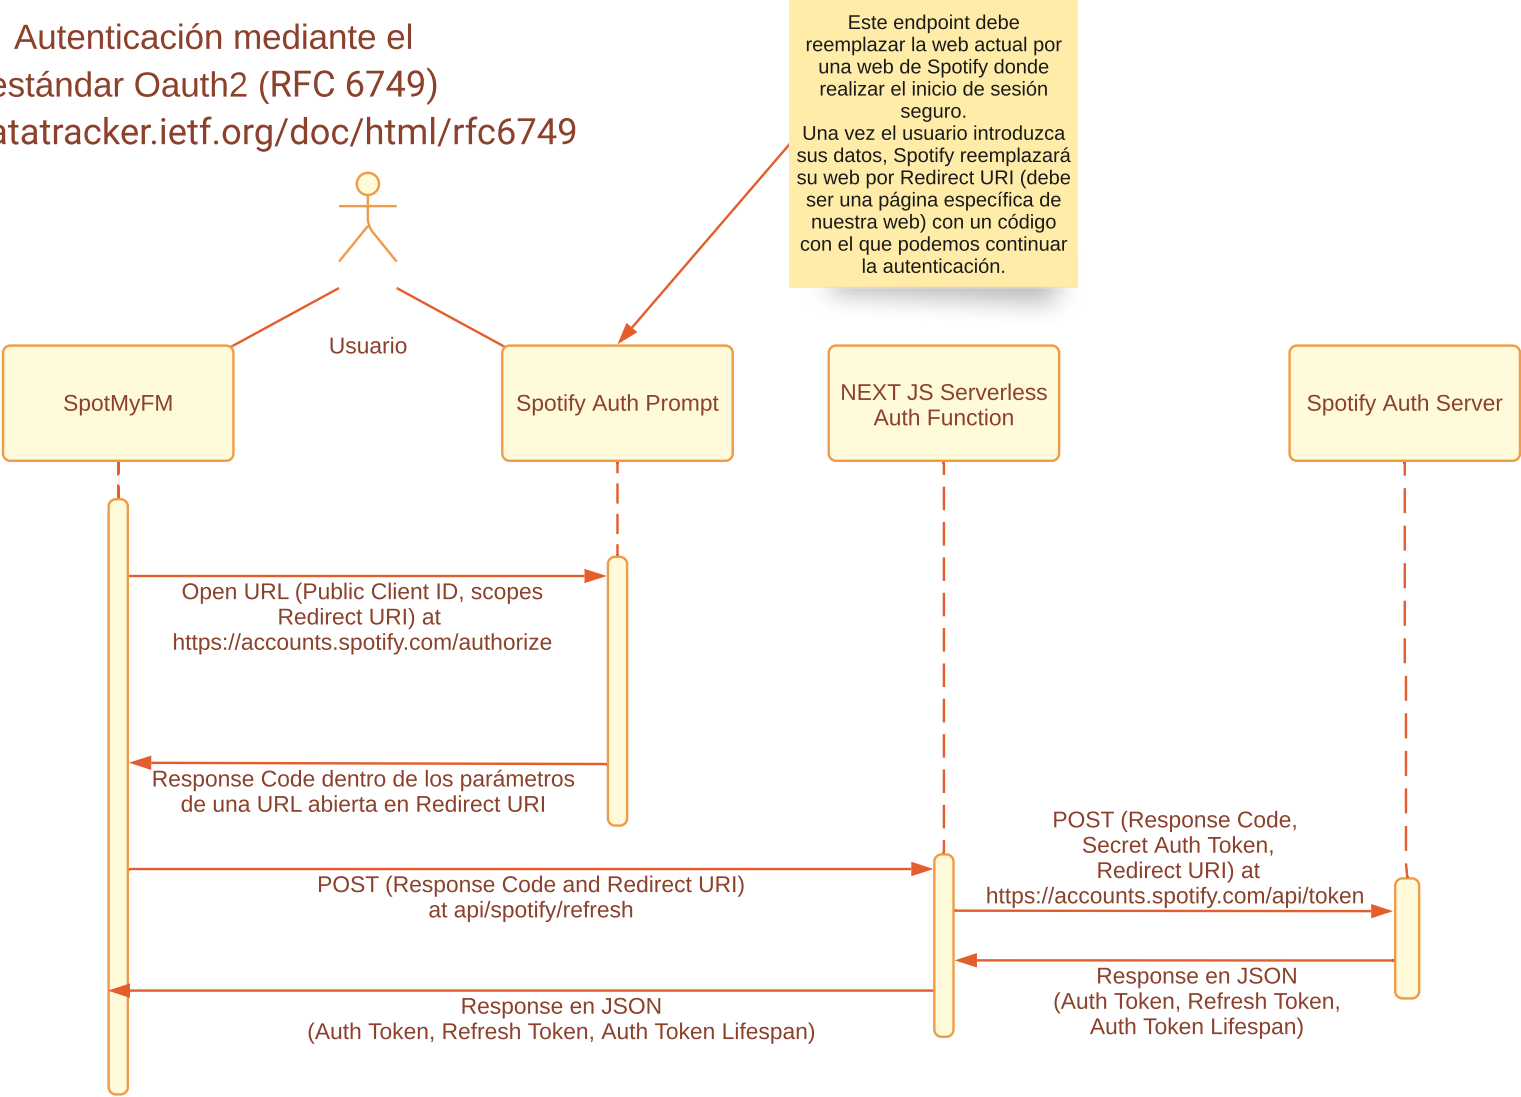 Autenticación mediante el
estándar Oauth2 (RFC 6749)
atatracker.ietf.org/doc/html/rfc6749
Este endpoint debe
reemplazar la web actual por
una web de Spotify donde
realizar el inicio de sesión
seguro.
Una vez el usuario introduzca
sus datos, Spotify reemplazará
su web por Redirect URI (debe
ser una página específica de
nuestra web) con un código
con el que podemos continuar
la autenticación.
Usuario
SpotMyFM
Spotify Auth Prompt
NEXT JS Serverless
Auth Function
Spotify Auth Server
Open URL (Public Client ID, scopes
Redirect URI) at
https://accounts.spotify.com/authorize
Response Code dentro de los parámetros
de una URL abierta en Redirect URI
POST (Response Code and Redirect URI)
at api/spotify/refresh
POST (Response Code,
Secret Auth Token,
Redirect URI) at
https://accounts.spotify.com/api/token
Response en JSON
(Auth Token, Refresh Token,
Auth Token Lifespan)
Response en JSON
(Auth Token, Refresh Token, Auth Token Lifespan)